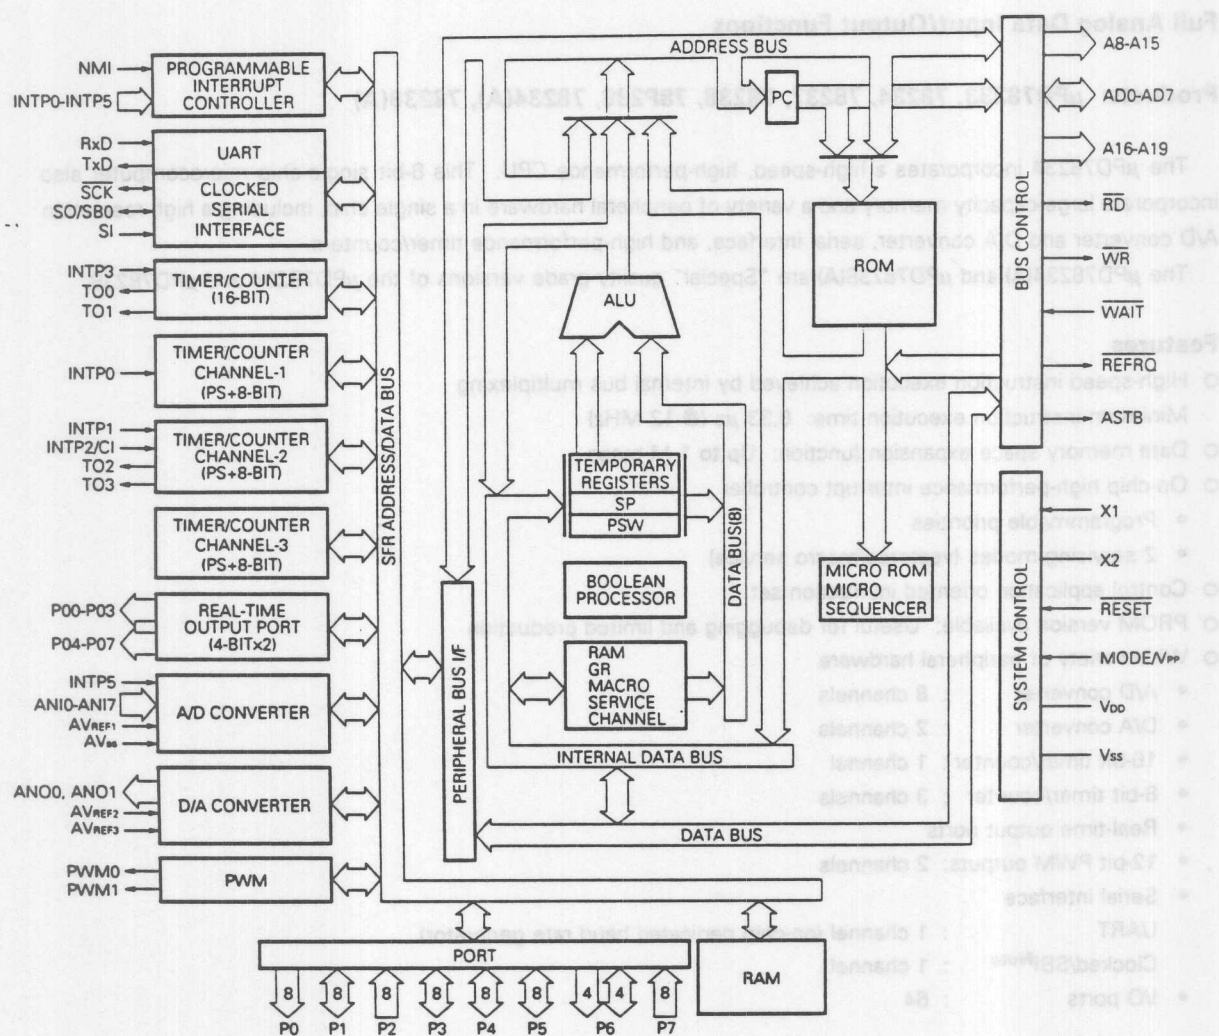 ADDRESS BUS
NMI
INTP0-INTP5
PROGRAMMABLE
INTERRUPT
CONTROLLER
RxD
TxD
SCK
SO/SB0
SI
UART
CLOCKED
SERIAL
INTERFACE
INTP3
TO0
TO1
TIMER/COUNTER
(16-BIT)
INTP0
TIMER/COUNTER
CHANNEL-1
(PS+8-BIT)
INTP1
INTP2/CI
TO2
TO3
TIMER/COUNTER
CHANNEL-2
(PS+8-BIT)
TIMER/COUNTER
CHANNEL-3
(PS+8-BIT)
P00-P03
P04-P07
REAL-TIME
OUTPUT PORT
(4-BIT×2)
INTP5
ANI0-ANI7
AVREF1
AVSS
A/D CONVERTER
ANO0, ANO1
AVREF2
AVREF3
D/A CONVERTER
PWM0
PWM1
PWM
SFR ADDRESS/DATA BUS
PERIPHERAL BUS I/F
PC
ROM
ALU
TEMPORARY
REGISTERS
SP
PSW
BOOLEAN
PROCESSOR
RAM
GR
MACRO
SERVICE
CHANNEL
DATA BUS(8)
MICRO ROM
MICRO
SEQUENCER
INTERNAL DATA BUS
DATA BUS
BUS CONTROL
A8-A15
AD0-AD7
A16-A19
RD
WR
WAIT
REFRQ
ASTB
SYSTEM CONTROL
X1
X2
RESET
MODE/VPP
VDD
VSS
PORT
RAM
8 8 8 8 8 8 4 4 8
P0 P1 P2 P3 P4 P5 P6 P7